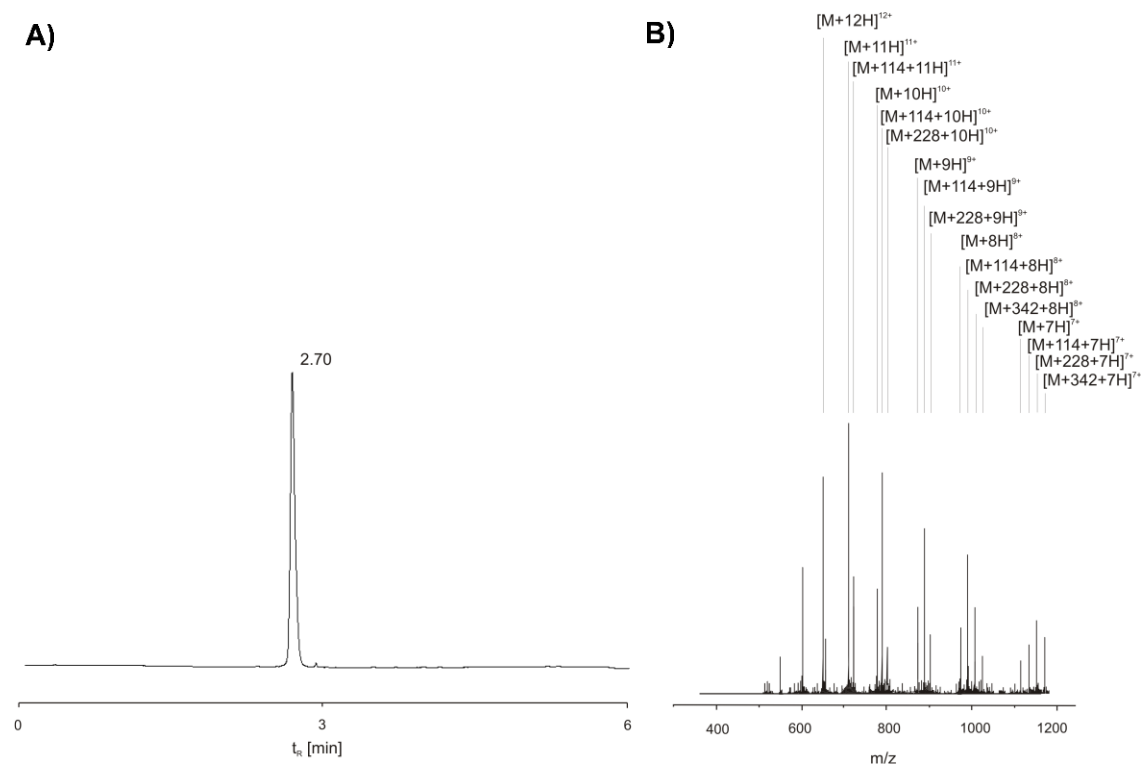 A)
2.70
0 3 6
tR [min]
B)
[M+12H]12+
[M+11H]11+
[M+114+11H]11+
[M+10H]10+
[M+114+10H]10+
[M+228+10H]10+
[M+9H]9+
[M+114+9H]9+
[M+228+9H]9+
[M+8H]8+
[M+114+8H]8+
[M+228+8H]8+
[M+342+8H]8+
[M+7H]7+
[M+114+7H]7+
[M+228+7H]7+
[M+342+7H]7+
400 600 800 1000 1200
m/z